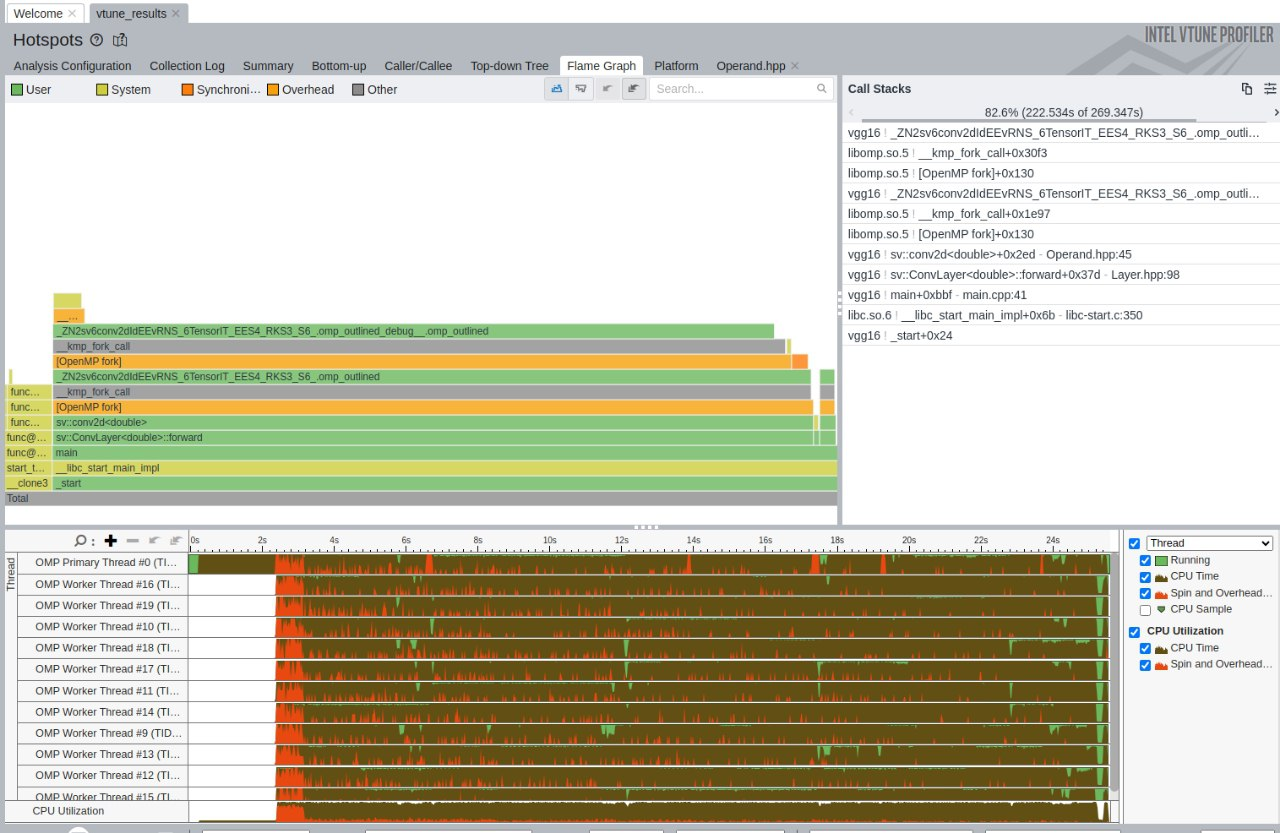 Welcome
vtune_results
Hotspots
INTEL VTUNE PROFILER
Analysis Configuration Collection Log Summary Bottom-up Caller/Callee Top-down Tree Flame Graph Platform Operand.hpp
User System Synchroni… Overhead Other
Search...
Call Stacks
82.6% (222.534s of 269.347s)
vgg16 ! _ZN2sv6conv2dIdEEvRNS_6TensorIT_EES4_RKS3_S6_.omp_outli…
libomp.so.5 ! __kmp_fork_call+0x30f3
libomp.so.5 ! [OpenMP fork]+0x130
vgg16 ! _ZN2sv6conv2dIdEEvRNS_6TensorIT_EES4_RKS3_S6_.omp_outli…
libomp.so.5 ! __kmp_fork_call+0x1e97
libomp.so.5 ! [OpenMP fork]+0x130
vgg16 ! sv::conv2d<double>+0x2ed - Operand.hpp:45
vgg16 ! sv::ConvLayer<double>::forward+0x37d - Layer.hpp:98
vgg16 ! main+0xbbf - main.cpp:41
libc.so.6 ! __libc_start_main_impl+0x6b - libc-start.c:350
vgg16 ! _start+0x24
__…
_ZN2sv6conv2dIdEEvRNS_6TensorIT_EES4_RKS3_S6_.omp_outlined_debug__.omp_outlined
__kmp_fork_call
[OpenMP fork]
_ZN2sv6conv2dIdEEvRNS_6TensorIT_EES4_RKS3_S6_.omp_outlined
func… __kmp_fork_call
func… [OpenMP fork]
func… sv::conv2d<double>
func@… sv::ConvLayer<double>::forward
func@… main
start_t… __libc_start_main_impl
__clone3 _start
Total
0s 2s 4s 6s 8s 10s 12s 14s 16s 18s 20s 22s 24s
Thread
OMP Primary Thread #0 (TI…
OMP Worker Thread #16 (TI…
OMP Worker Thread #19 (TI…
OMP Worker Thread #10 (TI…
OMP Worker Thread #18 (TI…
OMP Worker Thread #17 (TI…
OMP Worker Thread #11 (TI…
OMP Worker Thread #14 (TI…
OMP Worker Thread #9 (TID…
OMP Worker Thread #13 (TI…
OMP Worker Thread #12 (TI…
OMP Worker Thread #15 (TI…
CPU Utilization
Thread
Running
CPU Time
Spin and Overhead…
CPU Sample
CPU Utilization
CPU Time
Spin and Overhead…